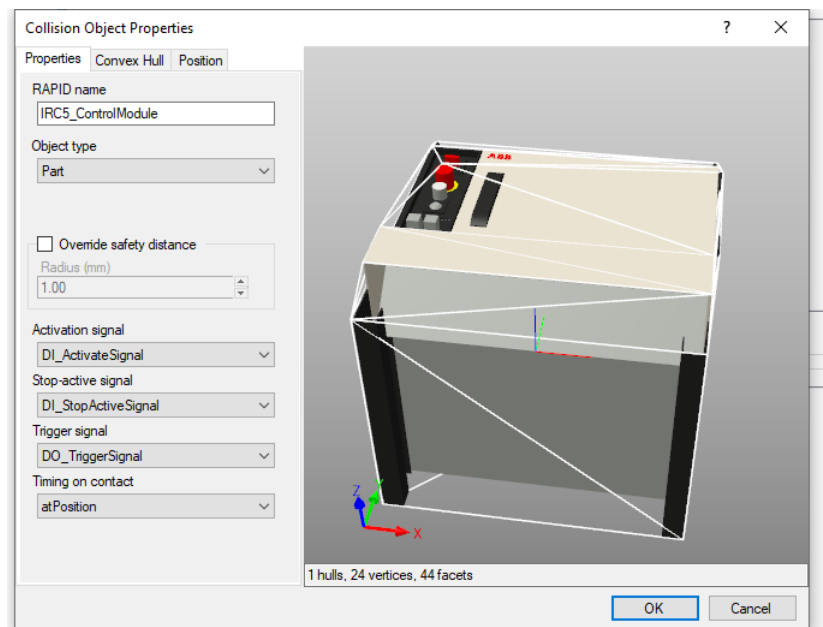 Collision Object Properties ? X
Properties Convex Hull Position
RAPID name
IRC5_ControlModule
Object type
Part
Override safety distance
Radius (mm)
1.00
Activation signal
DI_ActivateSignal
Stop-active signal
DI_StopActiveSignal
Trigger signal
DO_TriggerSignal
Timing on contact
atPosition
ABB
Z Y X
1 hulls, 24 vertices, 44 facets
OK Cancel